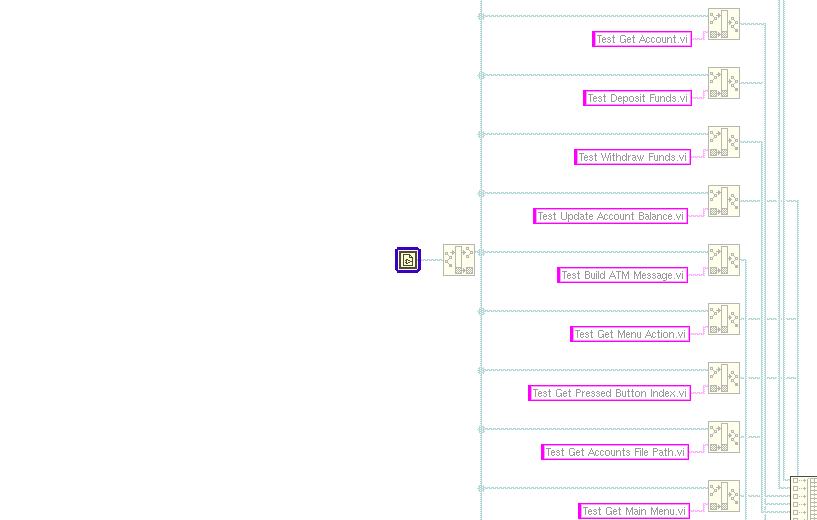 Test Get Account.vi
Test Deposit Funds.vi
Test Withdraw Funds.vi
Test Update Account Balance.vi
Test Build ATM Message.vi
Test Get Menu Action.vi
Test Get Pressed Button Index.vi
Test Get Accounts File Path.vi
Test Get Main Menu.vi